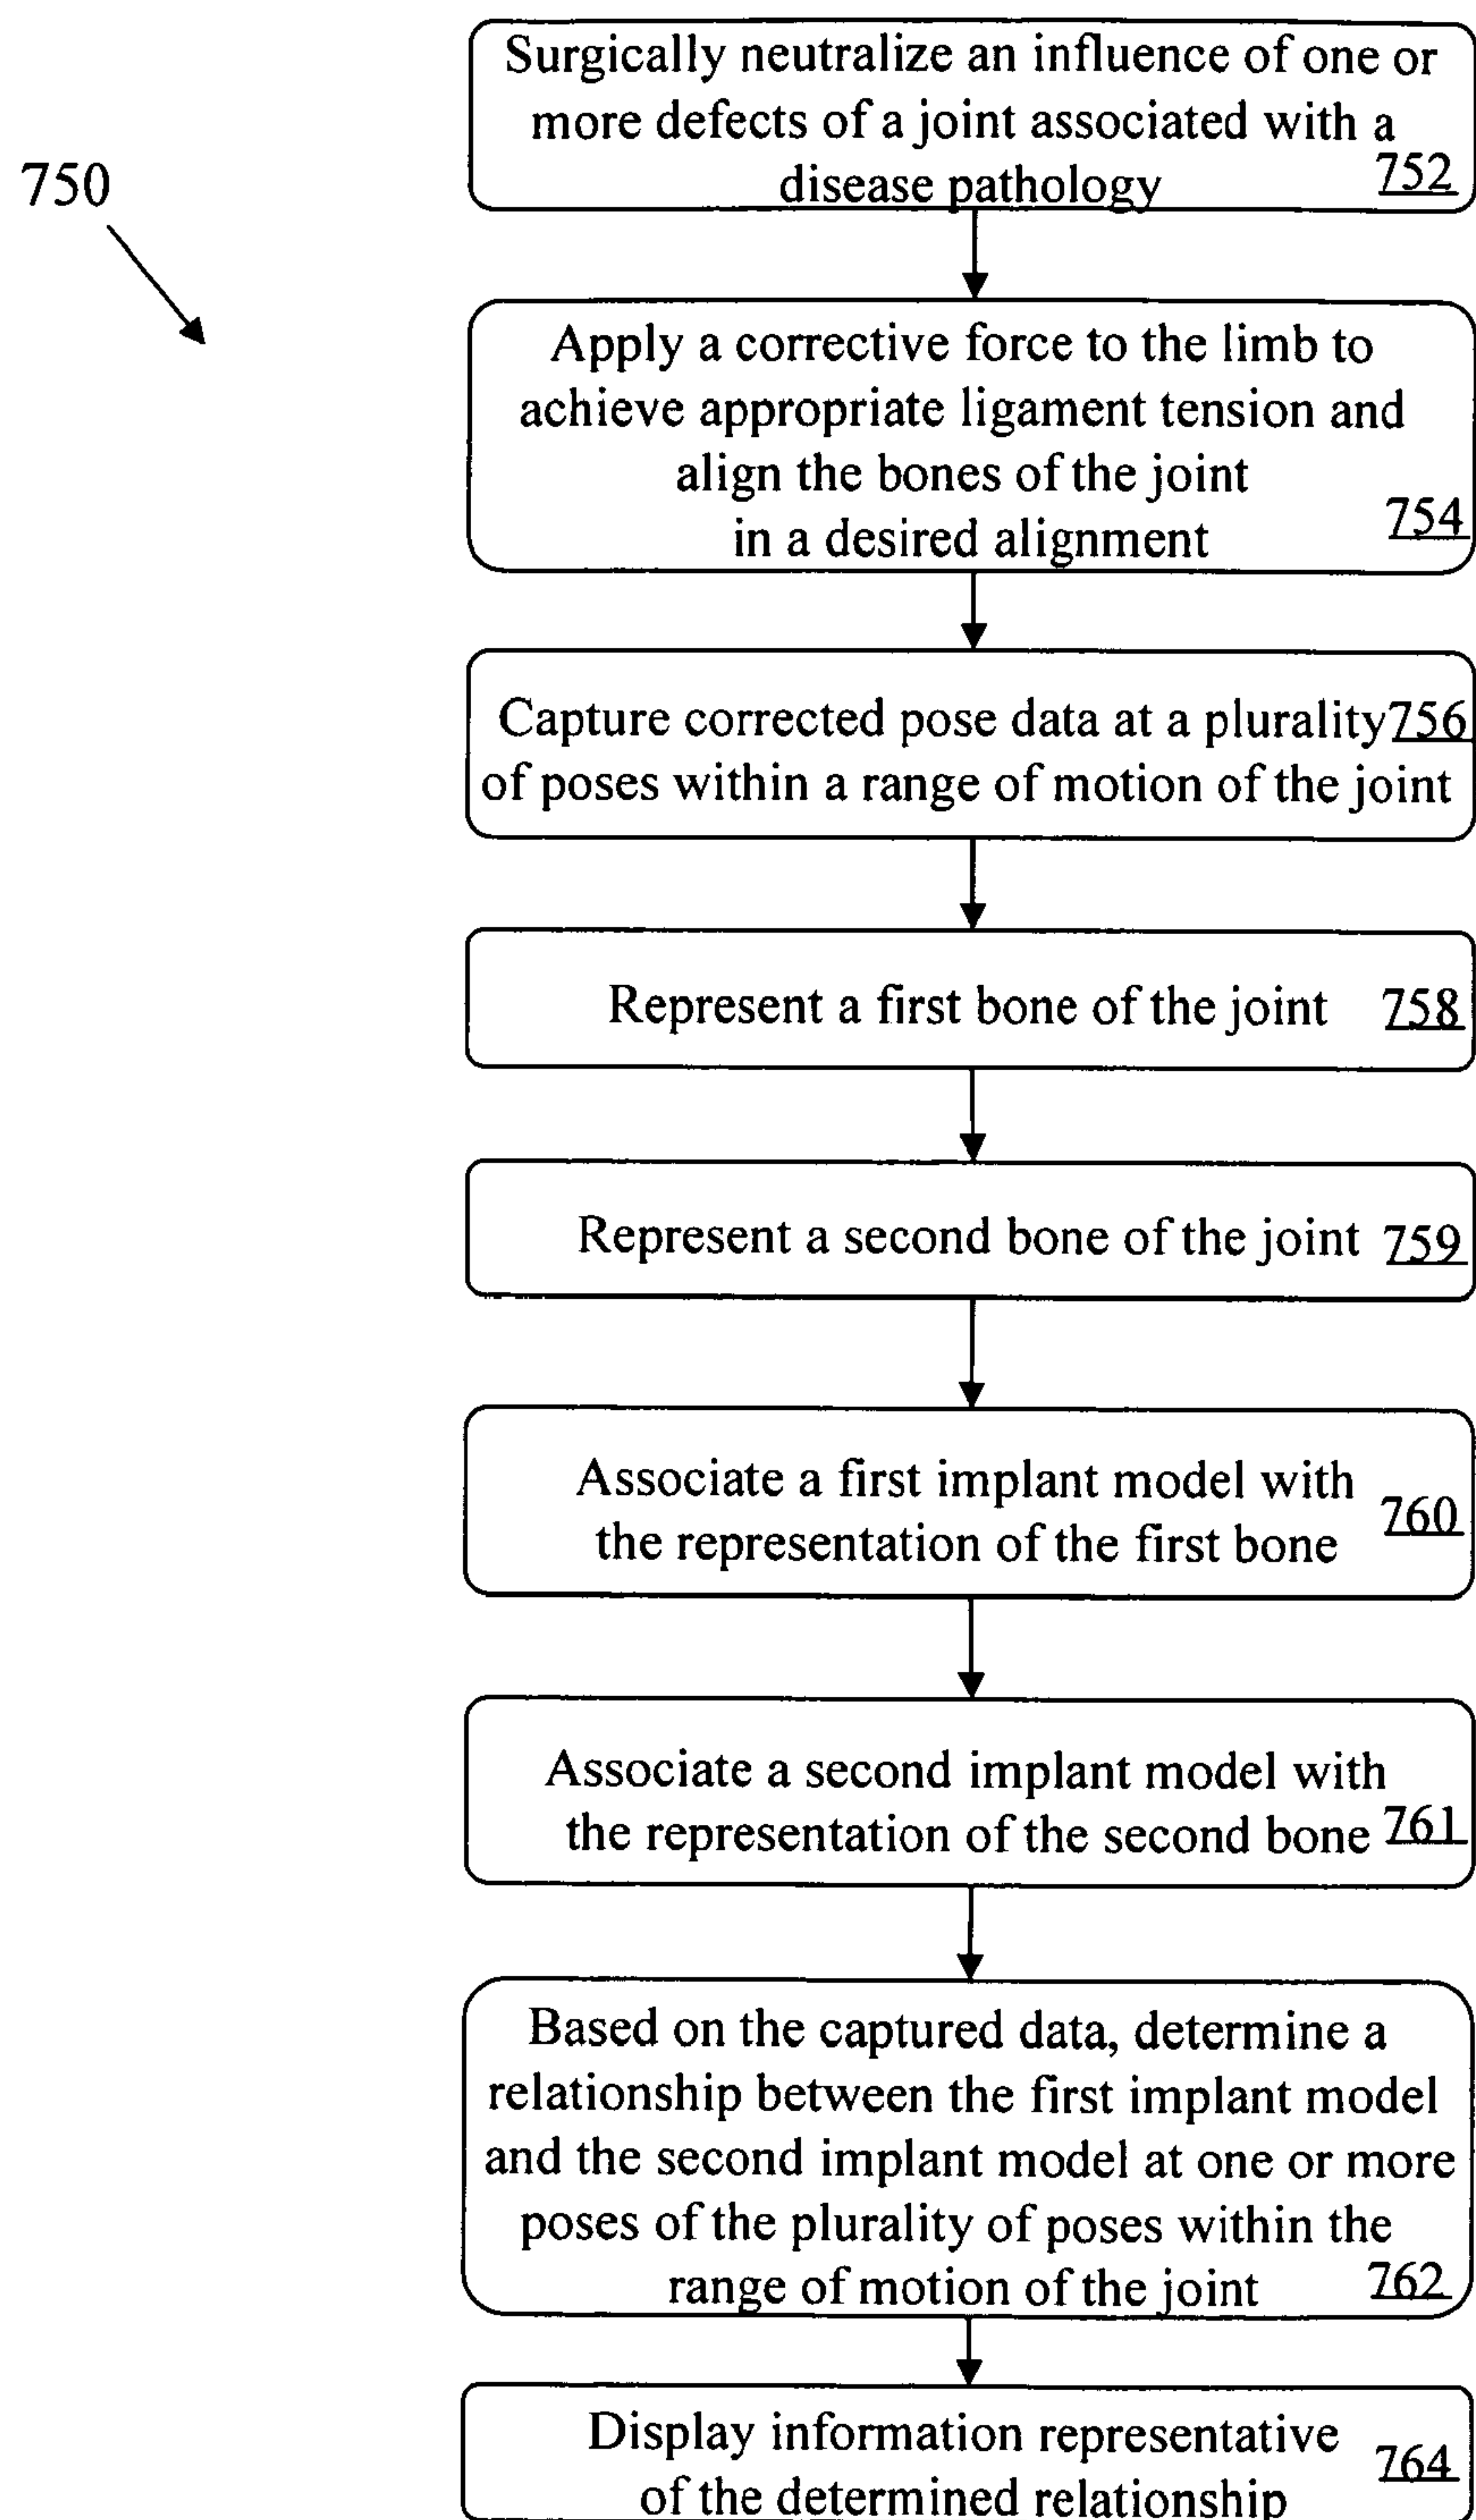 Surgically neutralize an influence of one or
more defects of a joint associated with a
disease pathology 752
750
Apply a corrective force to the limb to
achieve appropriate ligament tension and
align the bones of the joint
in a desired alignment 754
Capture corrected pose data at a plurality 756
of poses within a range of motion of the joint
Represent a first bone of the joint 758
Represent a second bone of the joint 759
Associate a first implant model with
the representation of the first bone 760
Associate a second implant model with
the representation of the second bone 761
Based on the captured data, determine a
relationship between the first implant model
and the second implant model at one or more
poses of the plurality of poses within the
range of motion of the joint 762
Display information representative
of the determined relationship 764